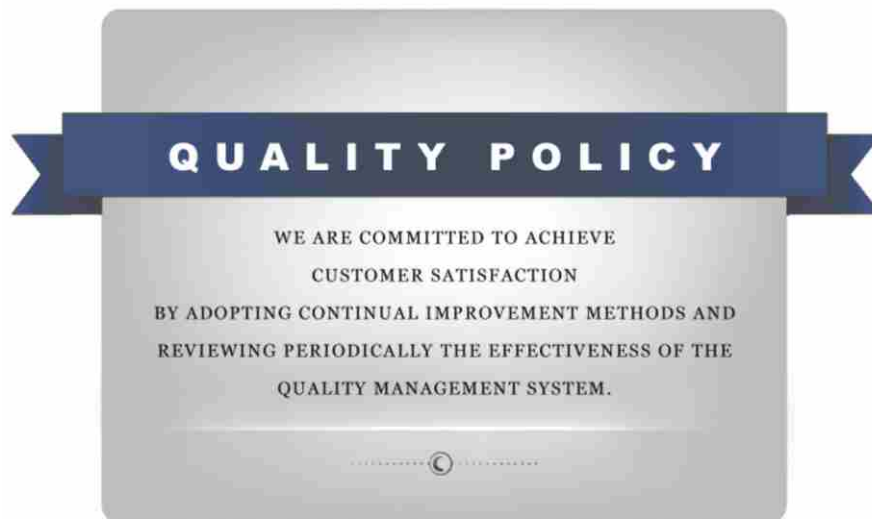 QUALITY POLICY
WE ARE COMMITTED TO ACHIEVE
CUSTOMER SATISFACTION
BY ADOPTING CONTINUAL IMPROVEMENT METHODS AND
REVIEWING PERIODICALLY THE EFFECTIVENESS OF THE
QUALITY MANAGEMENT SYSTEM.